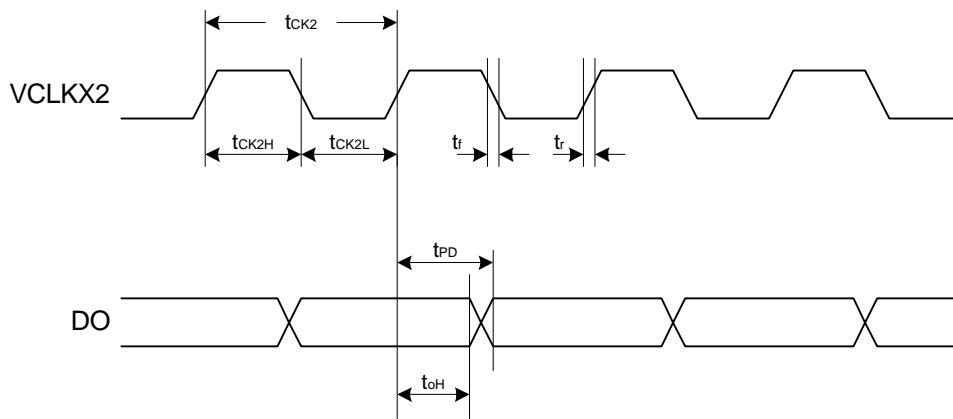 tCK2
VCLKX2
tCK2H
tCK2L
tf
tr
tPD
DO
toH